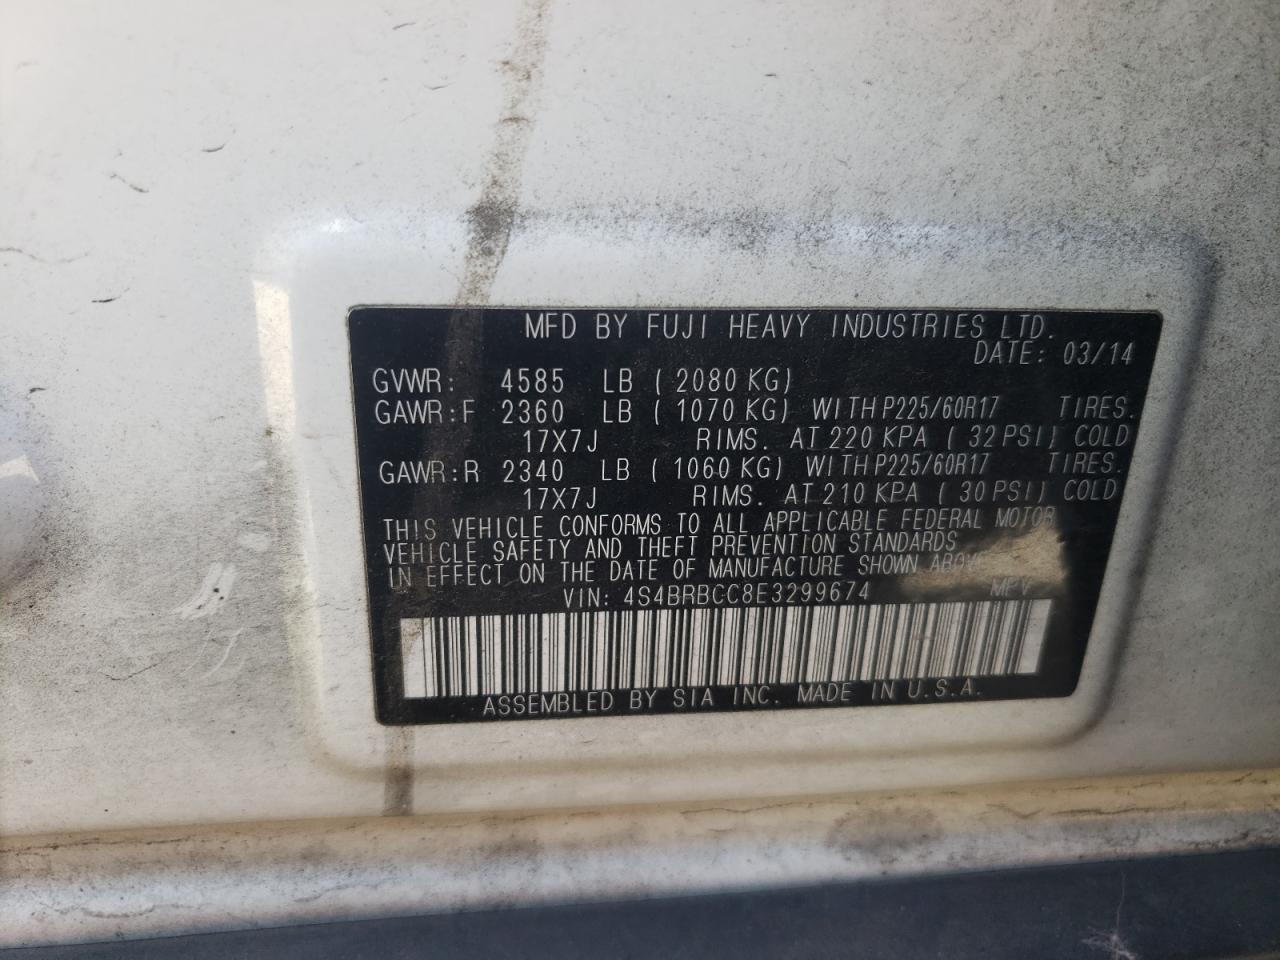 MFD BY FUJI HEAVY INDUSTRIES LTD.
DATE: 03/14
GVWR: 4585 LB (2080 KG)
GAWR:F 2360 LB (1070 KG) WITH P225/60R17 TIRES.
17X7J RIMS. AT 220 KPA (32 PSI) COLD
GAWR:R 2340 LB (1060 KG) WITH P225/60R17 TIRES.
17X7J RIMS. AT 210 KPA (30 PSI) COLD
THIS VEHICLE CONFORMS TO ALL APPLICABLE FEDERAL MOTOR
VEHICLE SAFETY AND THEFT PREVENTION STANDARDS
IN EFFECT ON THE DATE OF MANUFACTURE SHOWN ABOVE
VIN: 4S4BRBCC8E3299674 MPV
ASSEMBLED BY SIA INC. MADE IN U.S.A.